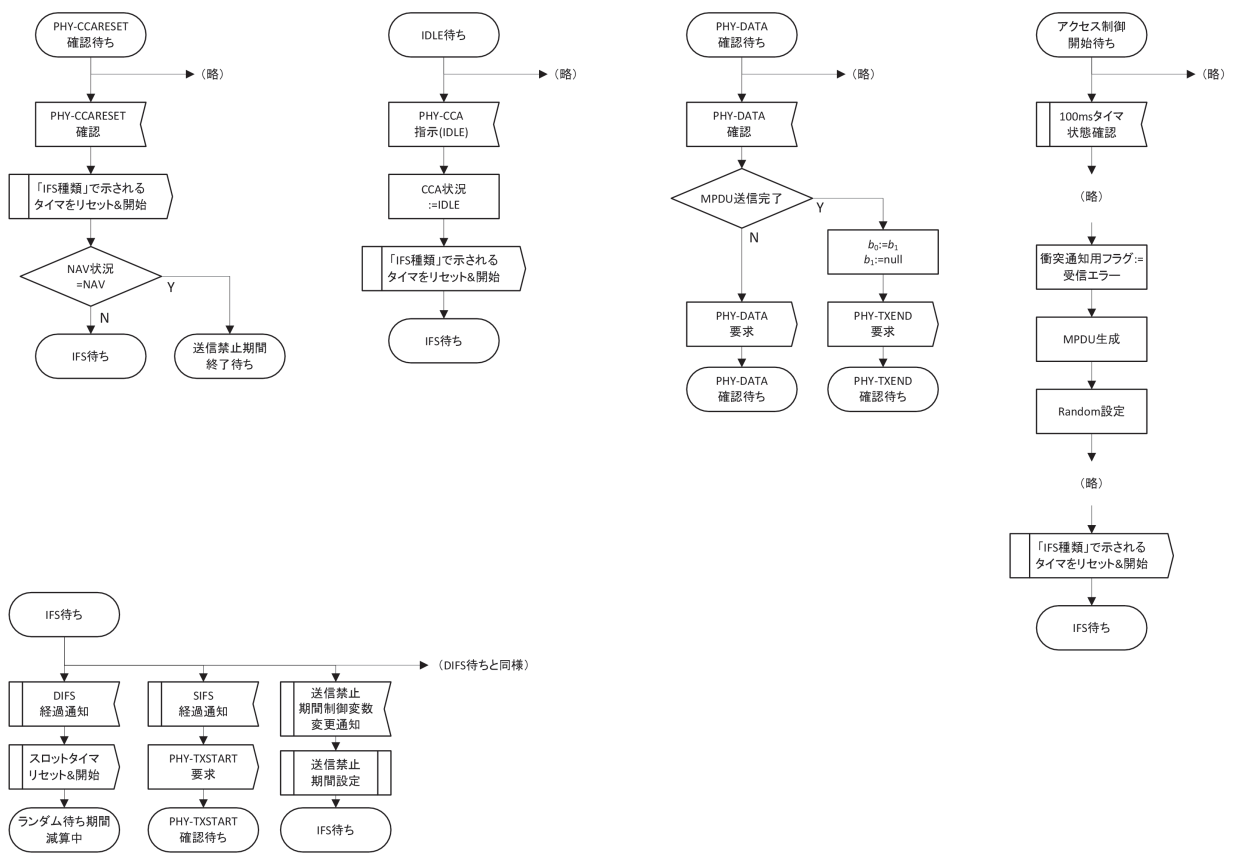 PHY-CCARESET
確認待ち
（略）
PHY-CCARESET
確認
「IFS種類」で示される
タイマをリセット&開始
NAV状況
=NAV
Y
N
IFS待ち
送信禁止期間
終了待ち
IDLE待ち
（略）
PHY-CCA
指示(IDLE)
CCA状況
:=IDLE
「IFS種類」で示される
タイマをリセット&開始
IFS待ち
PHY-DATA
確認待ち
（略）
PHY-DATA
確認
MPDU送信完了
Y
N
b₀:=b₁
b₁:=null
PHY-DATA
要求
PHY-TXEND
要求
PHY-DATA
確認待ち
PHY-TXEND
確認待ち
アクセス制御
開始待ち
（略）
100msタイマ
状態確認
（略）
衝突通知用フラグ:=
受信エラー
MPDU生成
Random設定
（略）
「IFS種類」で示される
タイマをリセット&開始
IFS待ち
IFS待ち
（DIFS待ちと同様）
DIFS
経過通知
スロットタイマ
リセット&開始
ランダム待ち期間
減算中
SIFS
経過通知
PHY-TXSTART
要求
PHY-TXSTART
確認待ち
送信禁止
期間制御変数
変更通知
送信禁止
期間設定
IFS待ち